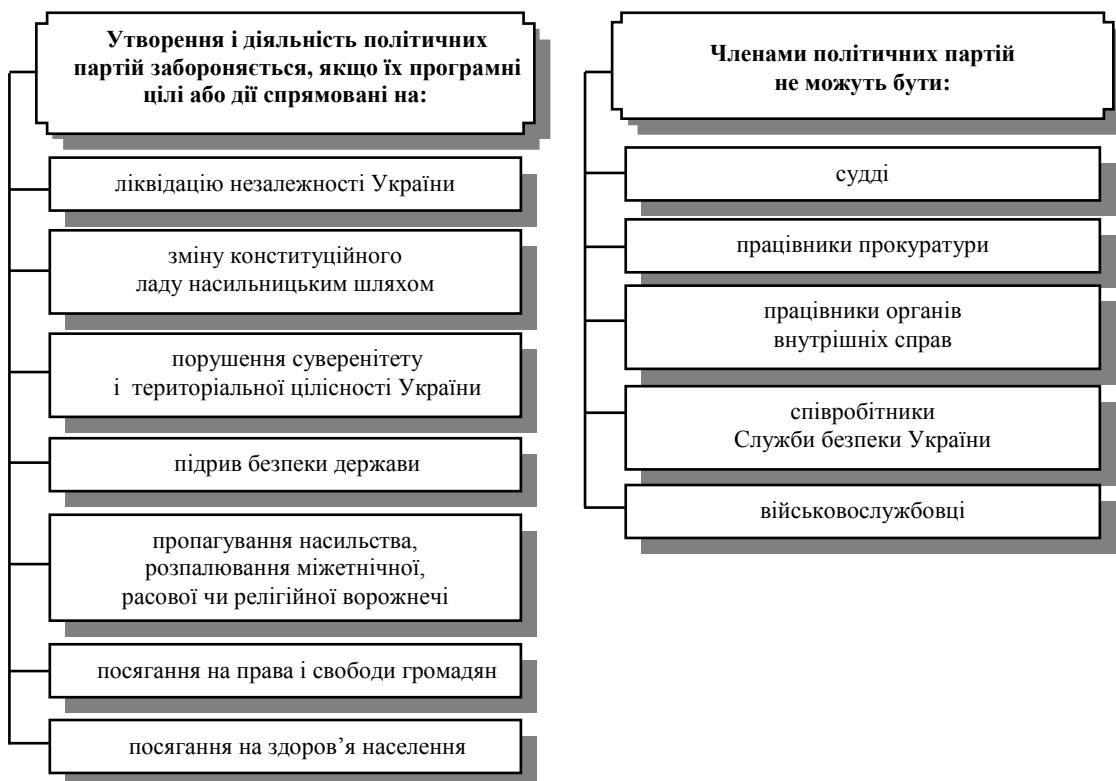 Утворення і діяльність політичних
партій забороняється, якщо їх програмні
цілі або дії спрямовані на:
ліквідацію незалежності України
зміну конституційного
ладу насильницьким шляхом
порушення суверенітету
і територіальної цілісності України
підрив безпеки держави
пропагування насильства,
розпалювання міжетнічної,
расової чи релігійної ворожнечі
посягання на права і свободи громадян
посягання на здоров’я населення
Членами політичних партій
не можуть бути:
судді
працівники прокуратури
працівники органів
внутрішніх справ
співробітники
Служби безпеки України
військовослужбовці